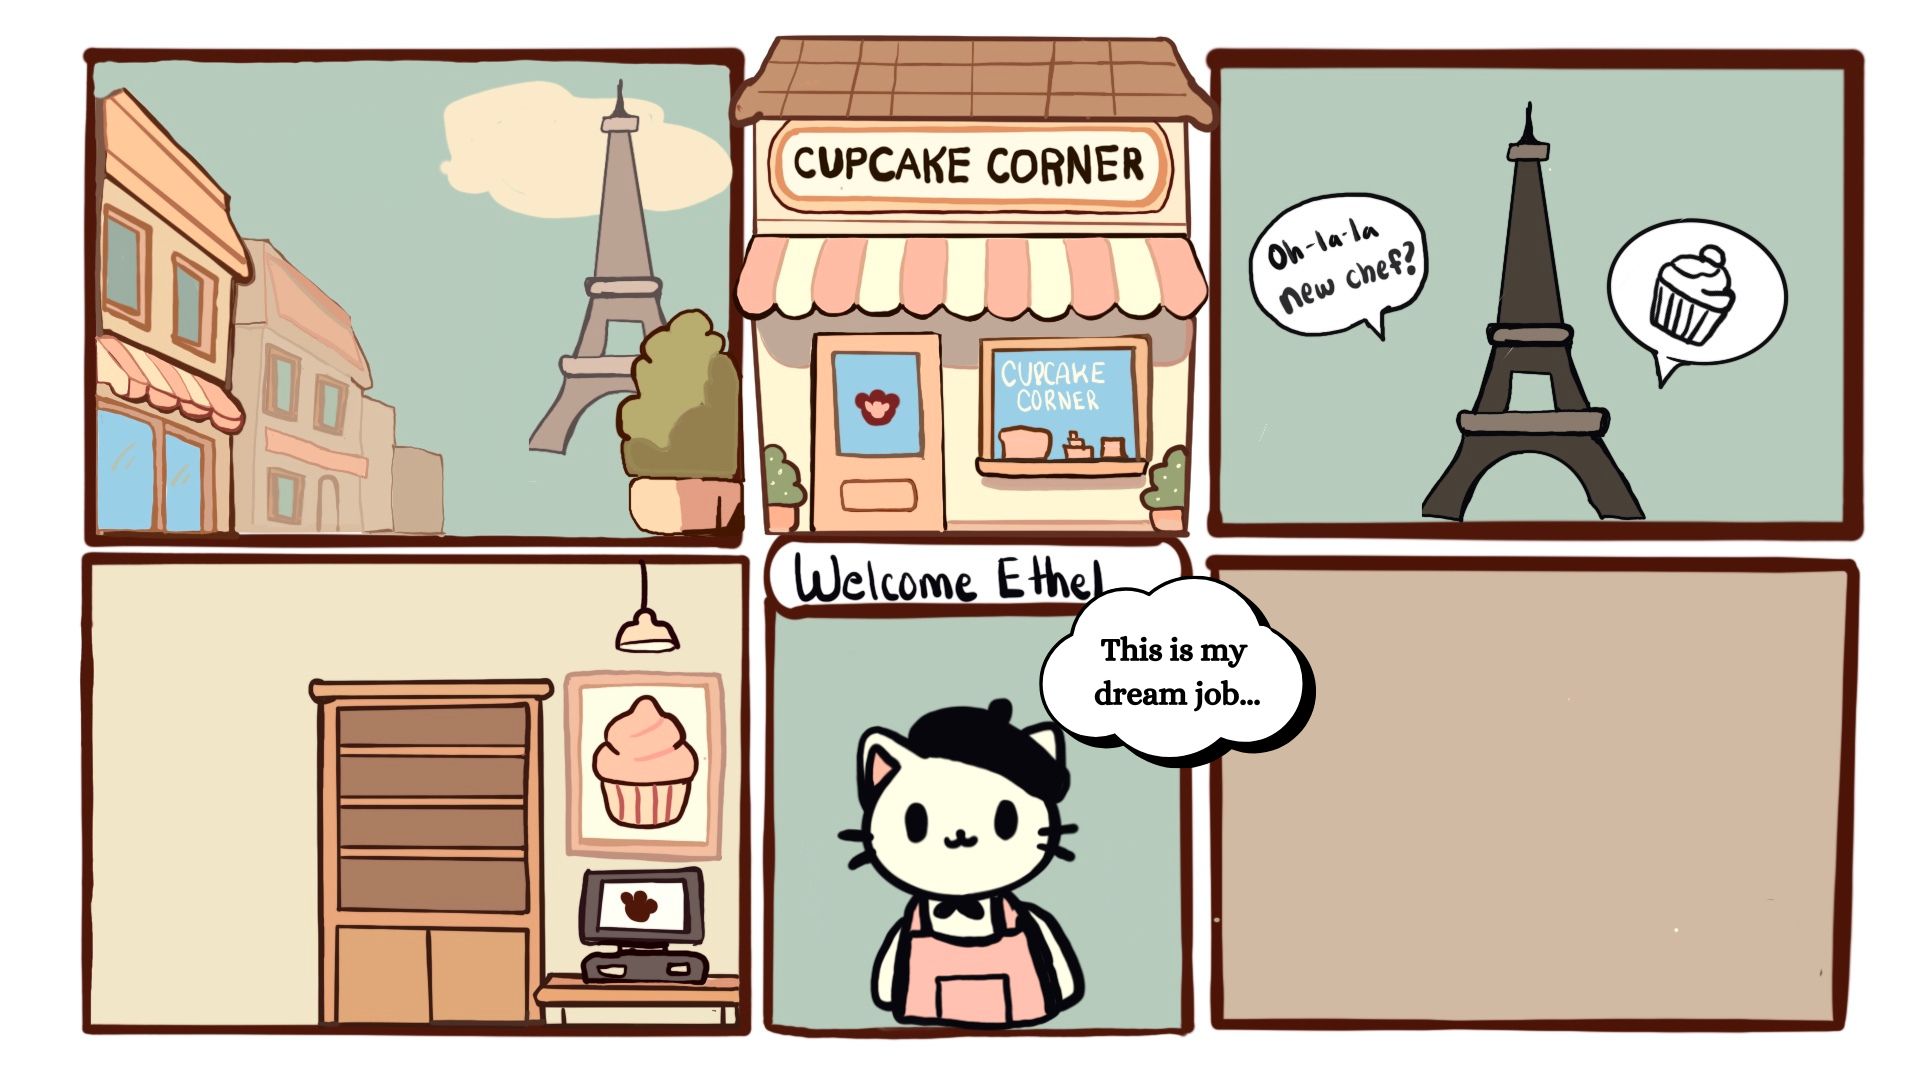 CUPCAKE CORNER
Oh-la-la
new chef?
CUPCAKE
CORNER
Welcome Ethel
This is my
dream job...